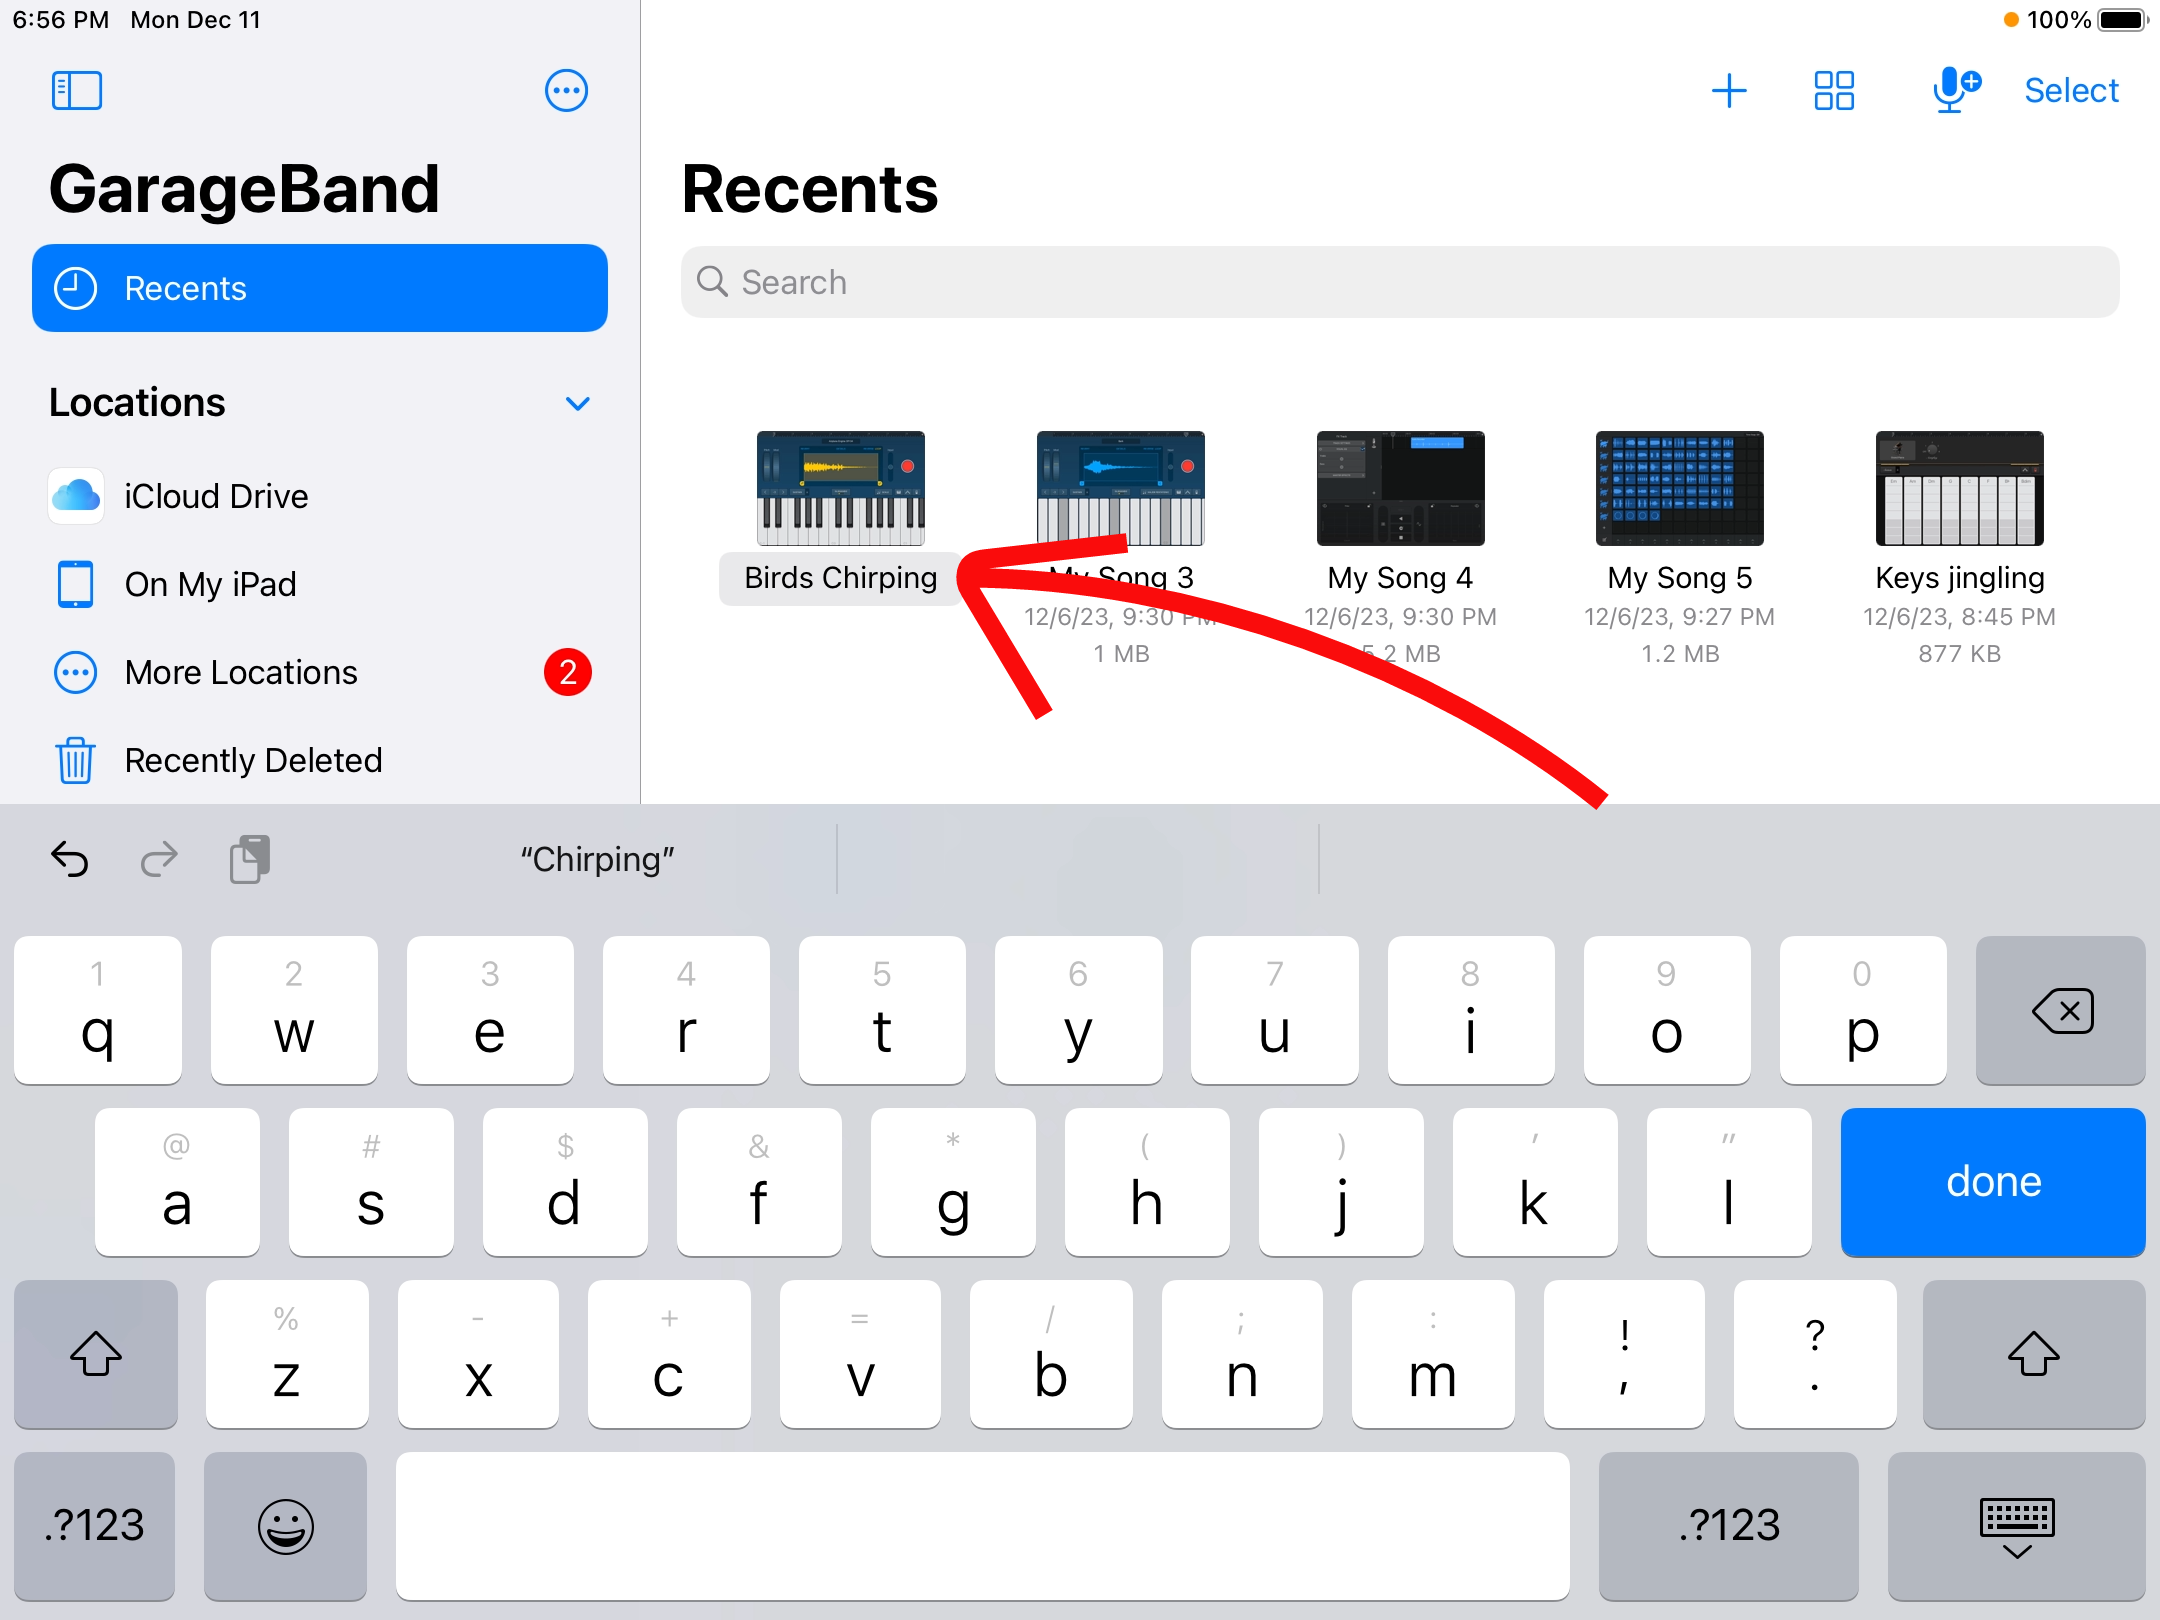 6:56 PM Mon Dec 11
100%
Select
GarageBand
Recents
Recents
Search
Locations
iCloud Drive
On My iPad
More Locations
2
Recently Deleted
Birds Chirping
My Song 3
12/6/23, 9:30 PM
1 MB
My Song 4
12/6/23, 9:30 PM
5.2 MB
My Song 5
12/6/23, 9:27 PM
1.2 MB
Keys jingling
12/6/23, 8:45 PM
877 KB
“Chirping”
1 2 3 4 5 6 7 8 9 0
q w e r t y u i o p
@ # $ & * ( ) ' "
a s d f g h j k l
done
% - + = / ; : ! ?
z x c v b n m , .
.?123 .?123